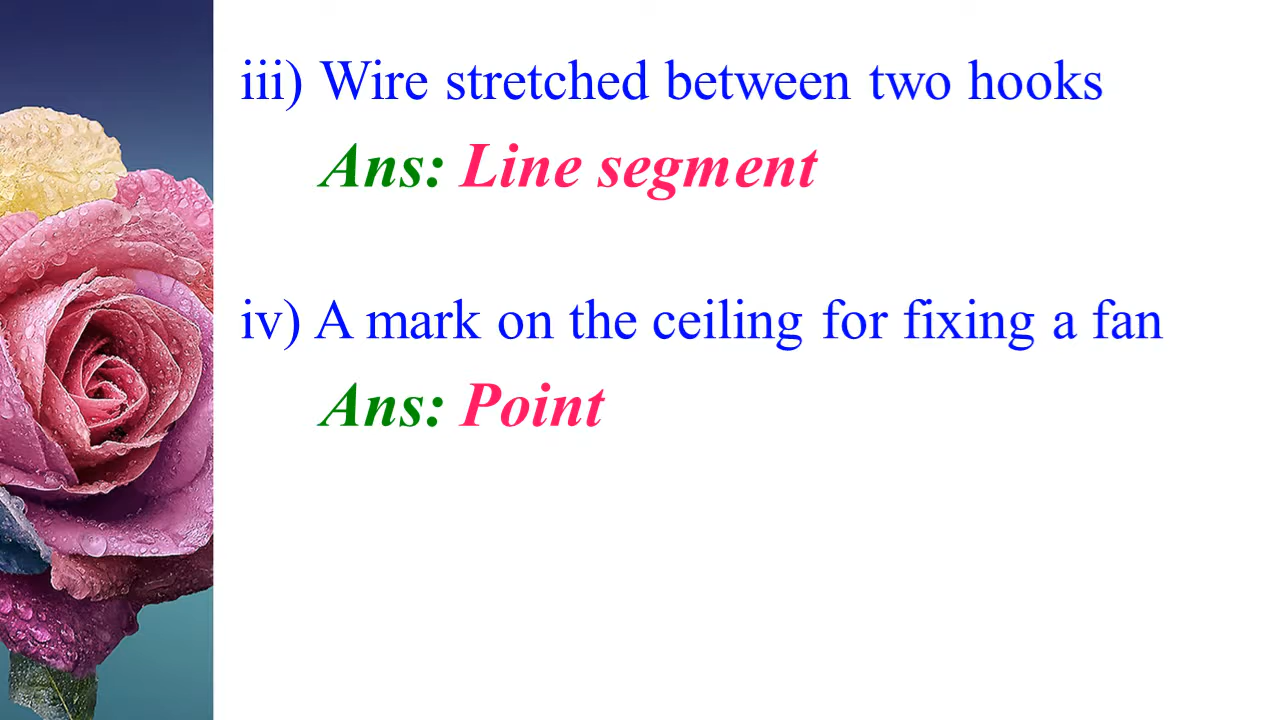 iii) Wire stretched between two hooks
Ans: Line segment
iv) A mark on the ceiling for fixing a fan
Ans: Point